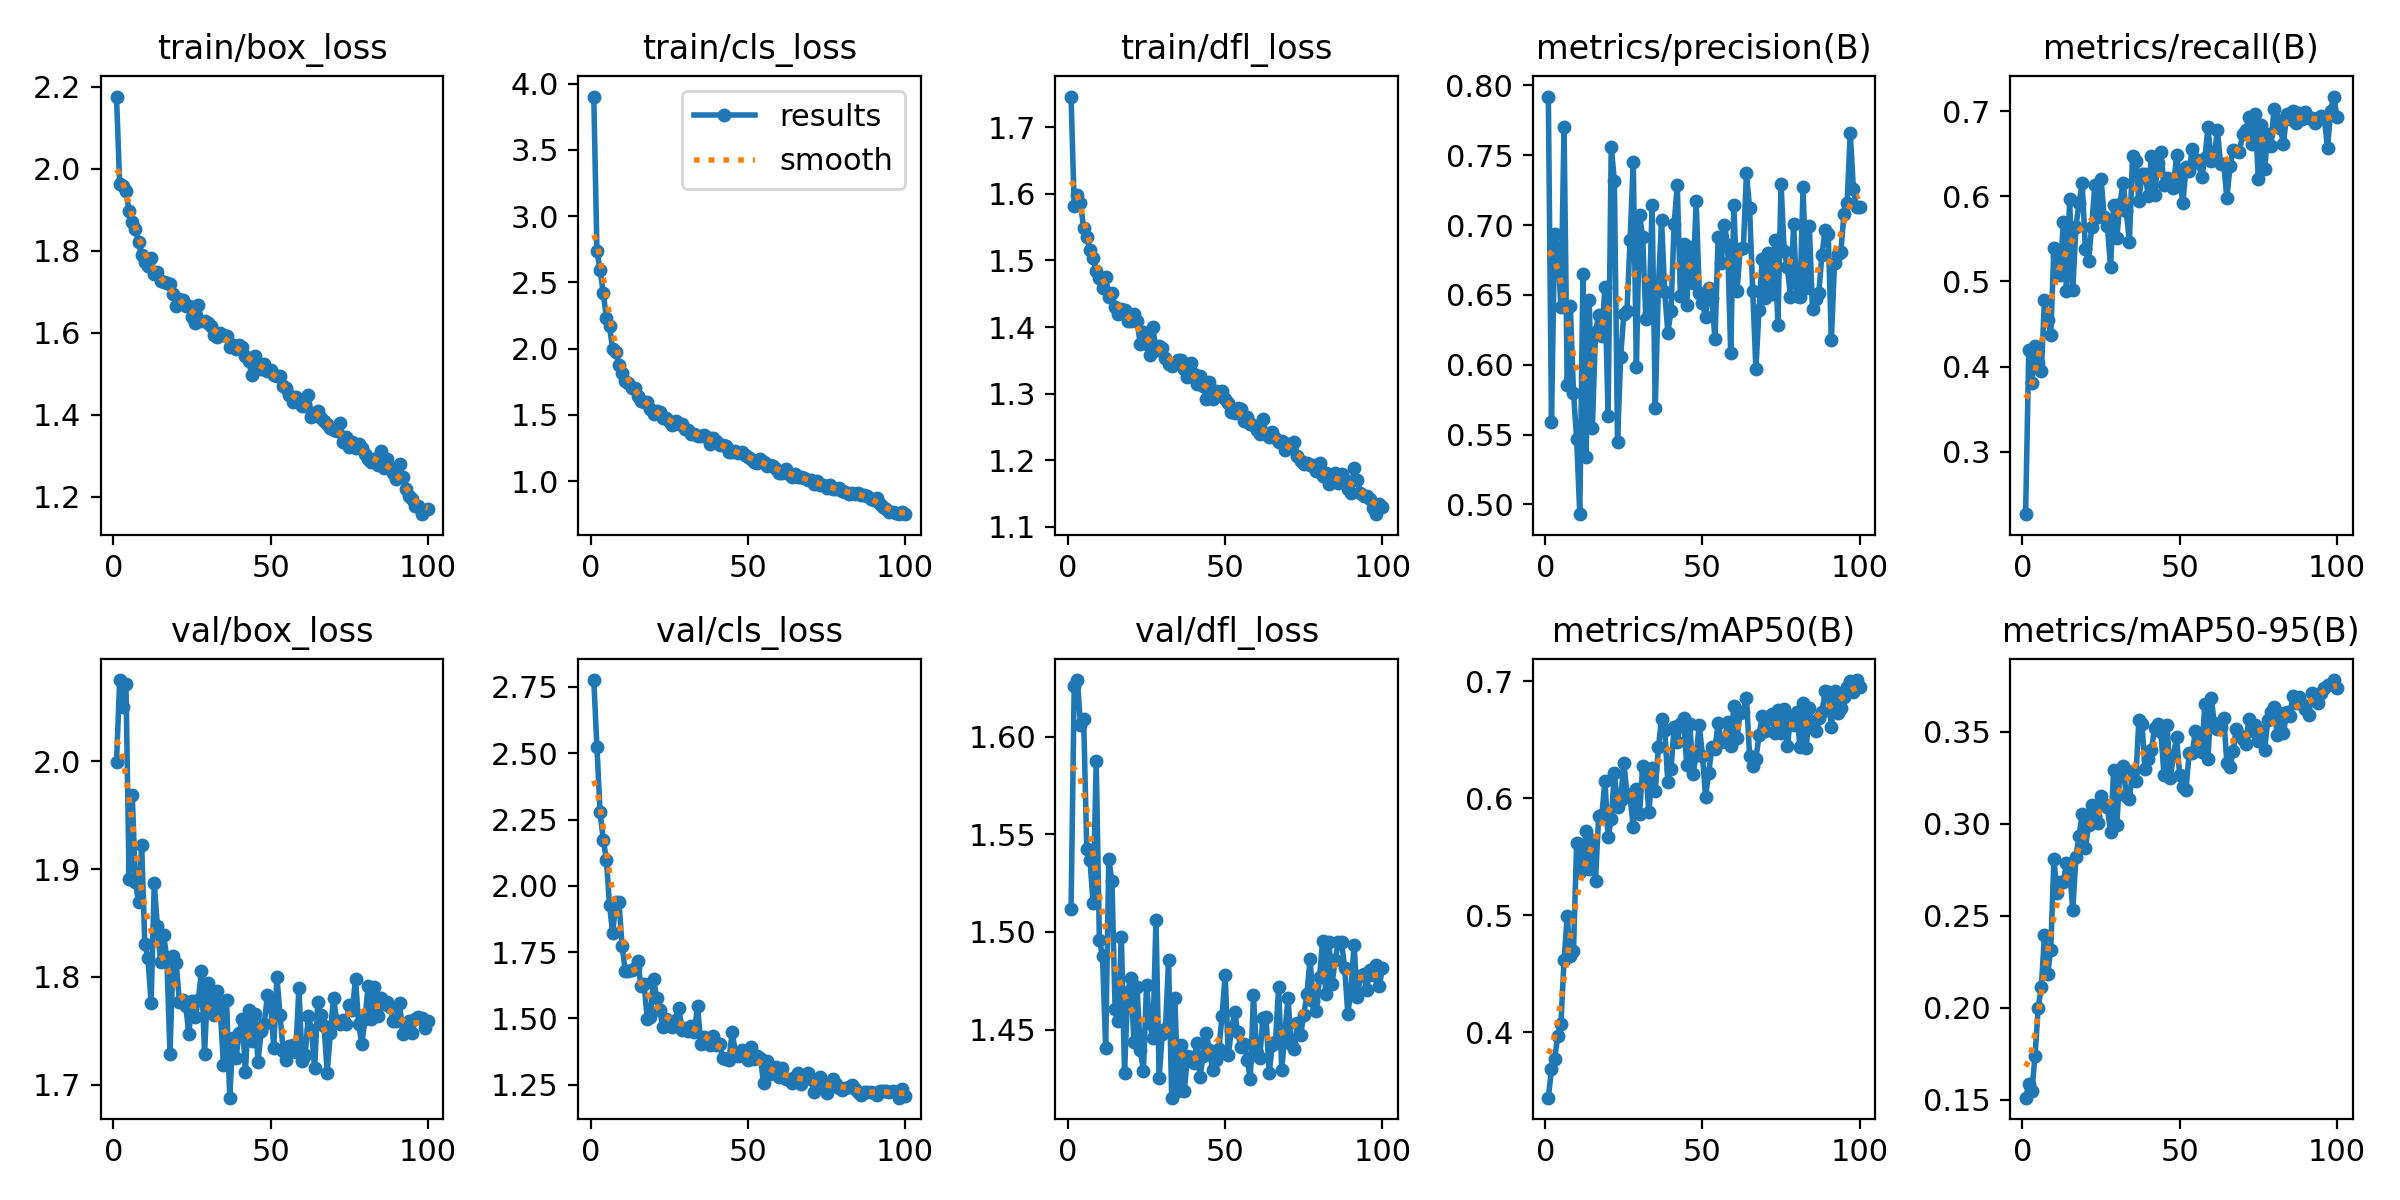 train/box_loss
2.2
2.0
1.8
1.6
1.4
1.2
0 50 100
train/cls_loss
4.0
3.5
3.0
2.5
2.0
1.5
1.0
results
smooth
0 50 100
train/dfl_loss
1.7
1.6
1.5
1.4
1.3
1.2
1.1
0 50 100
metrics/precision(B)
0.80
0.75
0.70
0.65
0.60
0.55
0.50
0 50 100
metrics/recall(B)
0.7
0.6
0.5
0.4
0.3
0 50 100
val/box_loss
2.0
1.9
1.8
1.7
0 50 100
val/cls_loss
2.75
2.50
2.25
2.00
1.75
1.50
1.25
0 50 100
val/dfl_loss
1.60
1.55
1.50
1.45
0 50 100
metrics/mAP50(B)
0.7
0.6
0.5
0.4
0 50 100
metrics/mAP50-95(B)
0.35
0.30
0.25
0.20
0.15
0 50 100